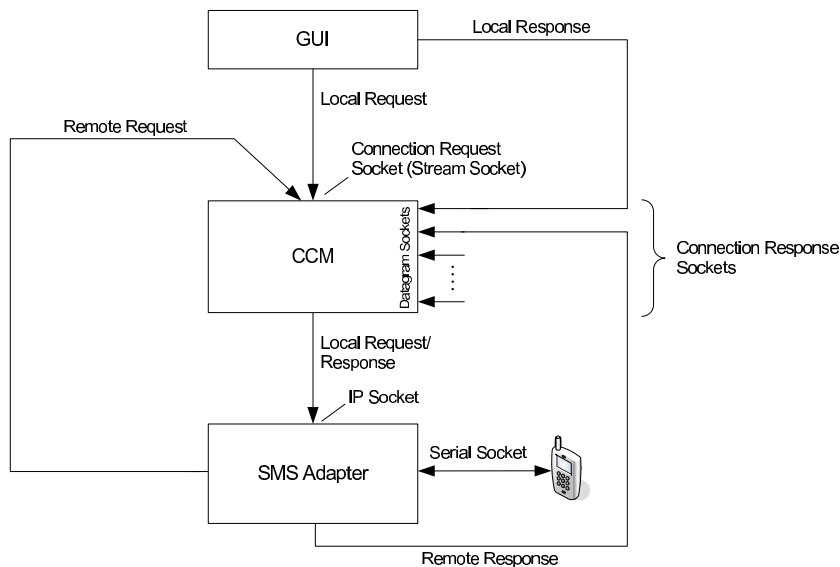 GUI
Local Response
Local Request
Remote Request
Connection Request
Socket (Stream Socket)
CCM
Datagram Sockets
Connection Response
Sockets
Local Request/
Response
IP Socket
SMS Adapter
Serial Socket
Remote Response